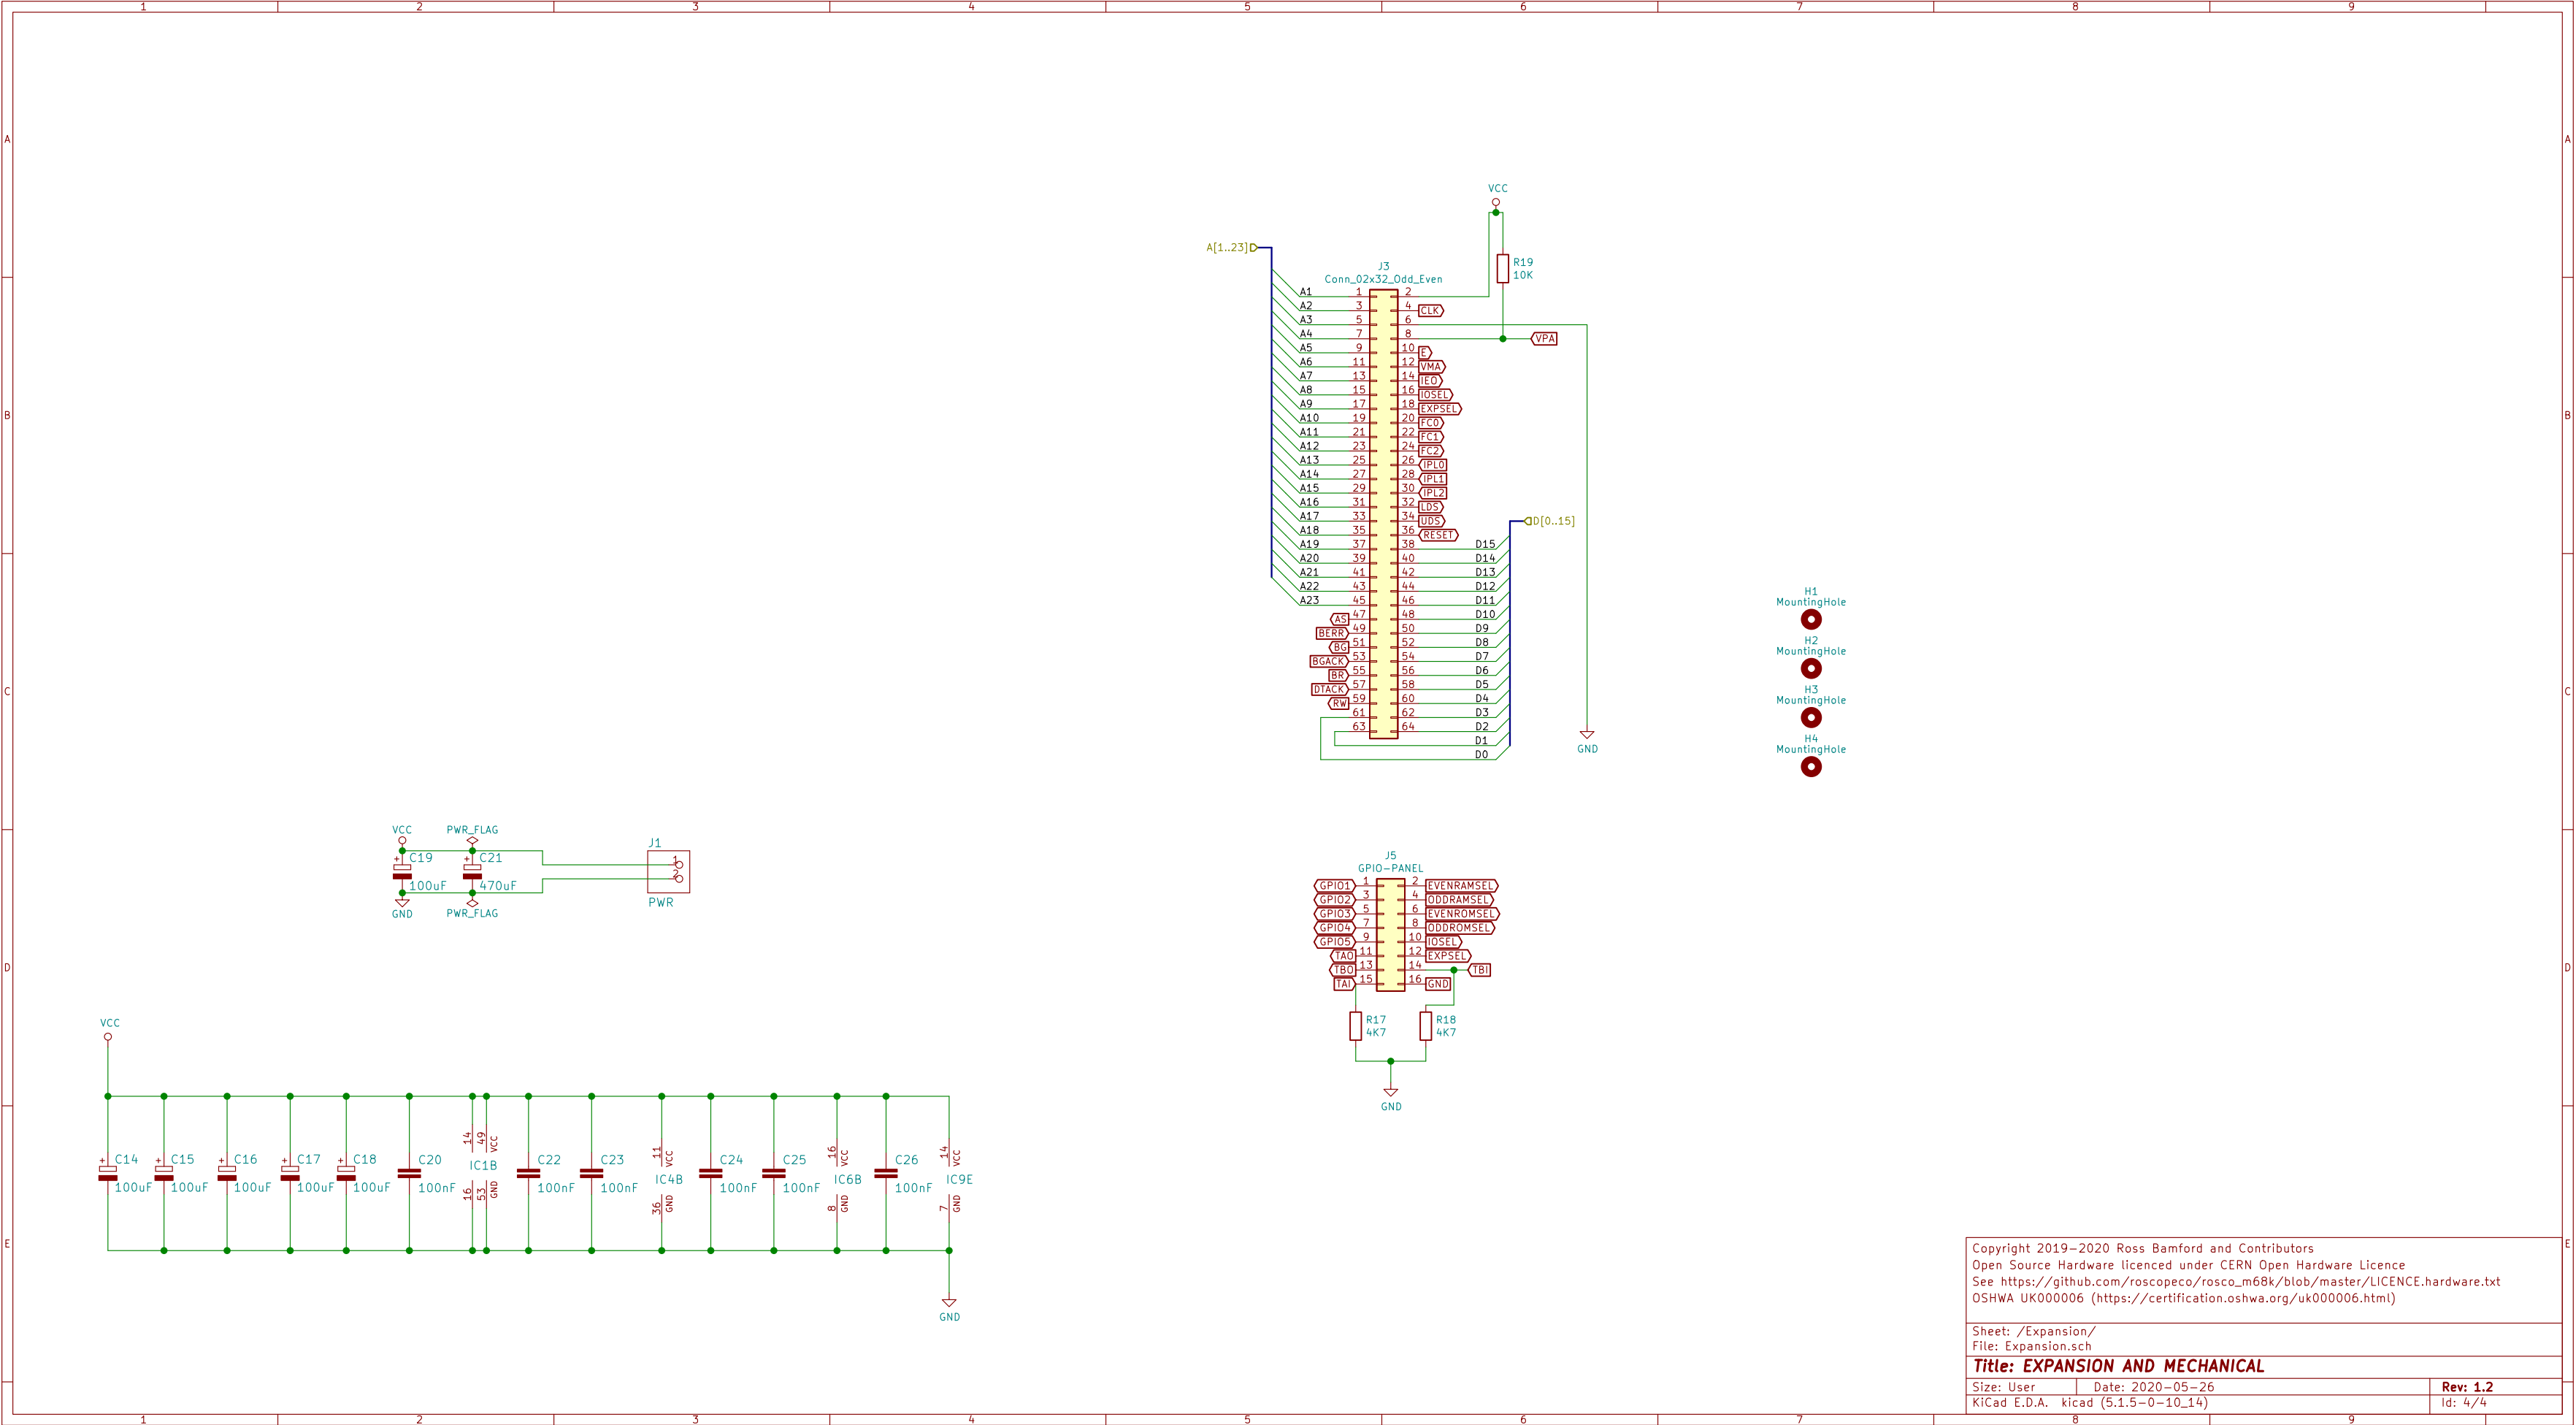 1 2 3 4 5 6 7 8 9
A A
B B
C C
D D
E E
VCC
A[1..23]
R19
10K
J3
Conn_02x32_Odd_Even
A1 1 2
A2 3 4 CLK
A3 5 6
A4 7 8 VPA
A5 9 10 E
A6 11 12 VMA
A7 13 14 IEO
A8 15 16 IOSEL
A9 17 18 EXPSEL
A10 19 20 FC0
A11 21 22 FC1
A12 23 24 FC2
A13 25 26 IPL0
A14 27 28 IPL1
A15 29 30 IPL2
A16 31 32 LDS
A17 33 34 UDS D[0..15]
A18 35 36 RESET
A19 37 38 D15
A20 39 40 D14
A21 41 42 D13
A22 43 44 D12
A23 45 46 D11
AS 47 48 D10
BERR 49 50 D9
BG 51 52 D8
BGACK 53 54 D7
BR 55 56 D6
DTACK 57 58 D5
RW 59 60 D4
61 62 D3
63 64 D2
D1
D0
GND
H1
MountingHole
H2
MountingHole
H3
MountingHole
H4
MountingHole
VCC PWR_FLAG
+ C19 + C21
100uF 470uF
GND PWR_FLAG
J1
1
2
PWR
J5
GPIO-PANEL
GPIO1 1 2 EVENRAMSEL
GPIO2 3 4 ODDRAMSEL
GPIO3 5 6 EVENROMSEL
GPIO4 7 8 ODDROMSEL
GPIO5 9 10 IOSEL
TAO 11 12 EXPSEL
TBO 13 14 TBI
TAI 15 16 GND
R17 R18
4K7 4K7
GND
VCC
14 49 VCC 11 VCC 16 VCC 14 VCC
+ C14 + C15 + C16 + C17 + C18 C20 IC1B C22 C23 IC4B C24 C25 IC6B C26 IC9E
100uF 100uF 100uF 100uF 100uF 100nF 100nF 100nF 100nF 100nF 100nF
16 53 GND 36 GND 8 GND 7 GND
GND
Copyright 2019-2020 Ross Bamford and Contributors
Open Source Hardware licenced under CERN Open Hardware Licence
See https://github.com/roscopeco/rosco_m68k/blob/master/LICENCE.hardware.txt
OSHWA UK000006 (https://certification.oshwa.org/uk000006.html)
Sheet: /Expansion/
File: Expansion.sch
Title: EXPANSION AND MECHANICAL
Size: User Date: 2020-05-26 Rev: 1.2
KiCad E.D.A. kicad (5.1.5-0-10_14) Id: 4/4
1 2 3 4 5 6 7 8 9